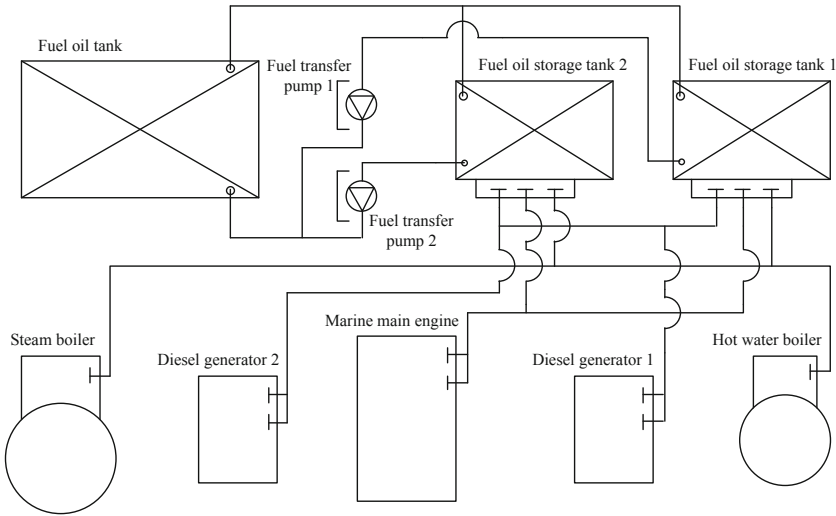 Fuel oil tank
Fuel transfer
pump 1
Fuel oil storage tank 2
Fuel oil storage tank 1
Fuel transfer
pump 2
Marine main engine
Steam boiler
Diesel generator 2
Diesel generator 1
Hot water boiler